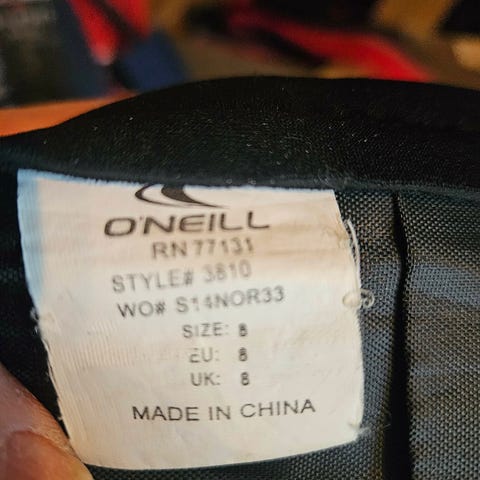 O'NEILL
RN 77131
STYLE# 3810
WO# S14NOR33
SIZE: 8
EU: 8
UK: 8
MADE IN CHINA